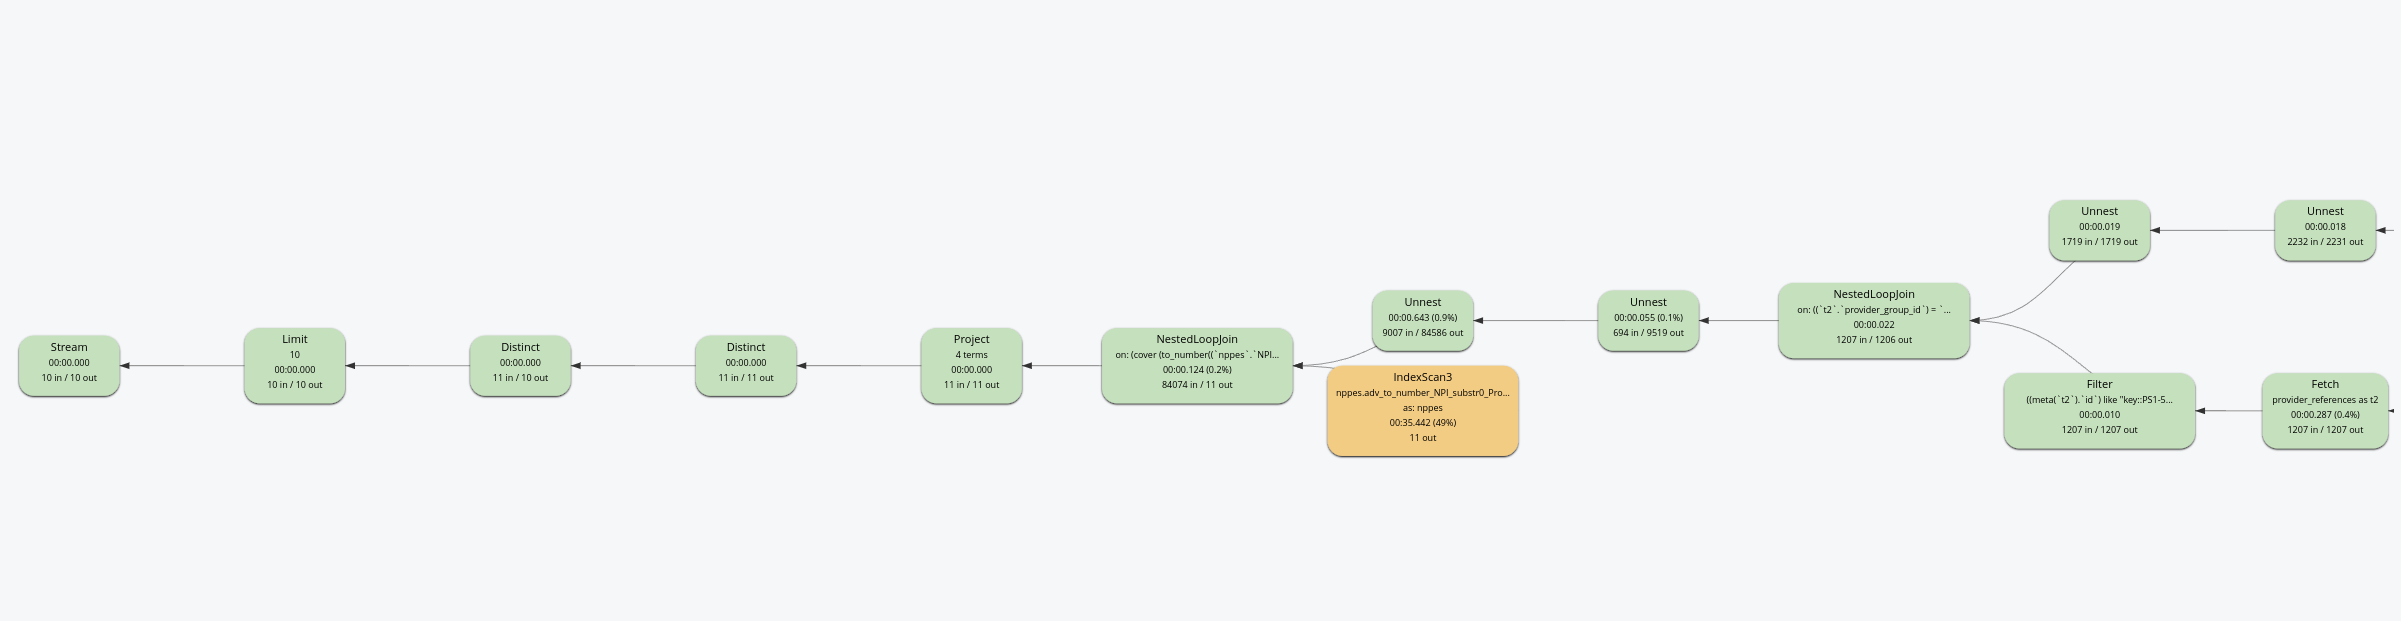 Stream
00:00.000
10 in / 10 out
Limit
10
00:00.000
10 in / 10 out
Distinct
00:00.000
11 in / 10 out
Distinct
00:00.000
11 in / 11 out
Project
4 terms
00:00.000
11 in / 11 out
NestedLoopJoin
on: (cover (to_number((`nppes`.`NPI...
00:00.124 (0.2%)
84074 in / 11 out
Unnest
00:00.643 (0.9%)
9007 in / 84586 out
IndexScan3
nppes.adv_to_number_NPI_substr0_Pro...
as: nppes
00:35.442 (49%)
11 out
Unnest
00:00.055 (0.1%)
694 in / 9519 out
NestedLoopJoin
on: ((`t2`.`provider_group_id`) = `...
00:00.022
1207 in / 1206 out
Unnest
00:00.019
1719 in / 1719 out
Unnest
00:00.018
2232 in / 2231 out
Filter
((meta(`t2`).`id`) like "key::PS1-5...
00:00.010
1207 in / 1207 out
Fetch
provider_references as t2
00:00.287 (0.4%)
1207 in / 1207 out